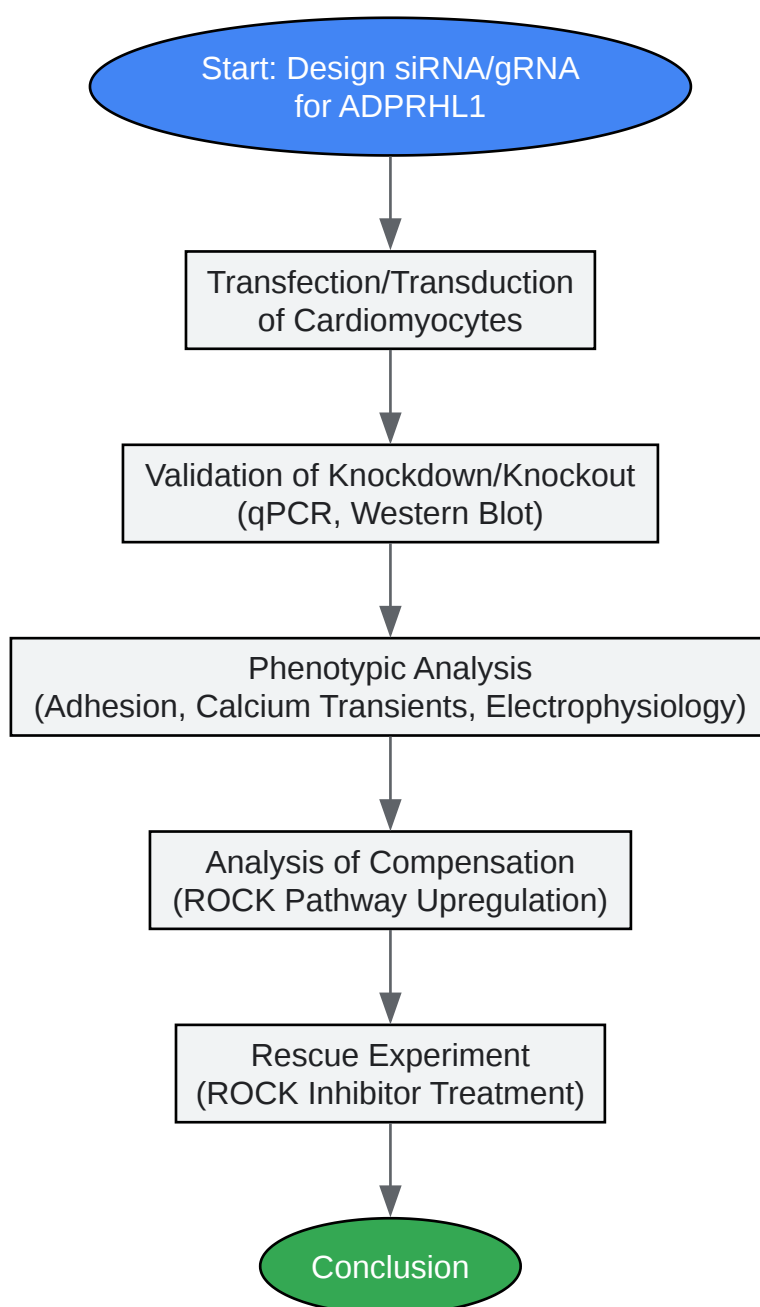 Start: Design siRNA/gRNA
for ADPRHL1
Transfection/Transduction
of Cardiomyocytes
Validation of Knockdown/Knockout
(qPCR, Western Blot)
Phenotypic Analysis
(Adhesion, Calcium Transients, Electrophysiology)
Analysis of Compensation
(ROCK Pathway Upregulation)
Rescue Experiment
(ROCK Inhibitor Treatment)
Conclusion